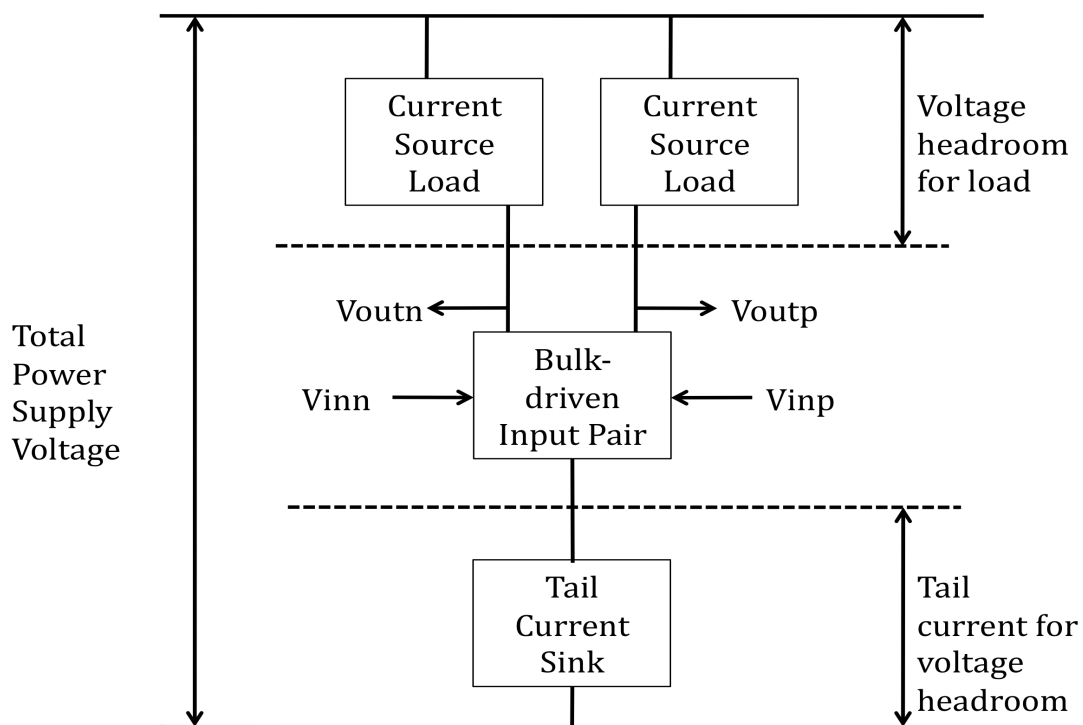 Current
Source
Load
Current
Source
Load
Voltage
headroom
for load
Voutn
Voutp
Total
Power
Supply
Voltage
Bulk-
driven
Input Pair
Vinn
Vinp
Tail
Current
Sink
Tail
current for
voltage
headroom